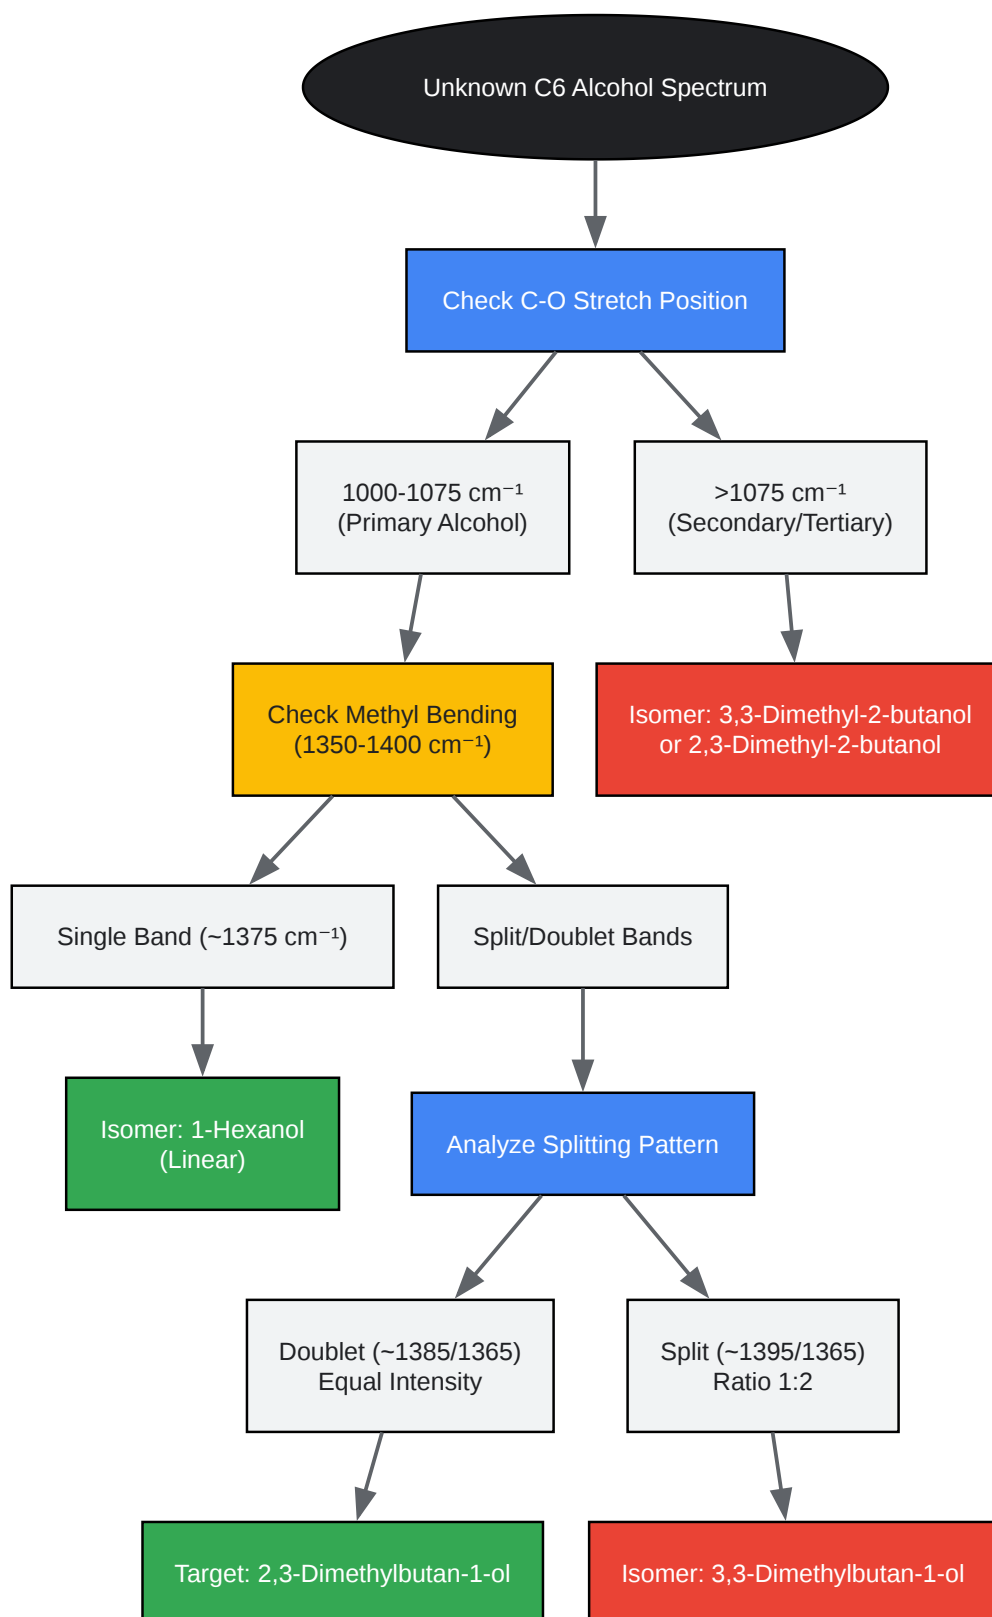 Unknown C6 Alcohol Spectrum
Check C-O Stretch Position
1000-1075 cm⁻¹
(Primary Alcohol)
>1075 cm⁻¹
(Secondary/Tertiary)
Check Methyl Bending
(1350-1400 cm⁻¹)
Isomer: 3,3-Dimethyl-2-butanol
or 2,3-Dimethyl-2-butanol
Single Band (~1375 cm⁻¹)
Split/Doublet Bands
Isomer: 1-Hexanol
(Linear)
Analyze Splitting Pattern
Doublet (~1385/1365)
Equal Intensity
Split (~1395/1365)
Ratio 1:2
Target: 2,3-Dimethylbutan-1-ol
Isomer: 3,3-Dimethylbutan-1-ol